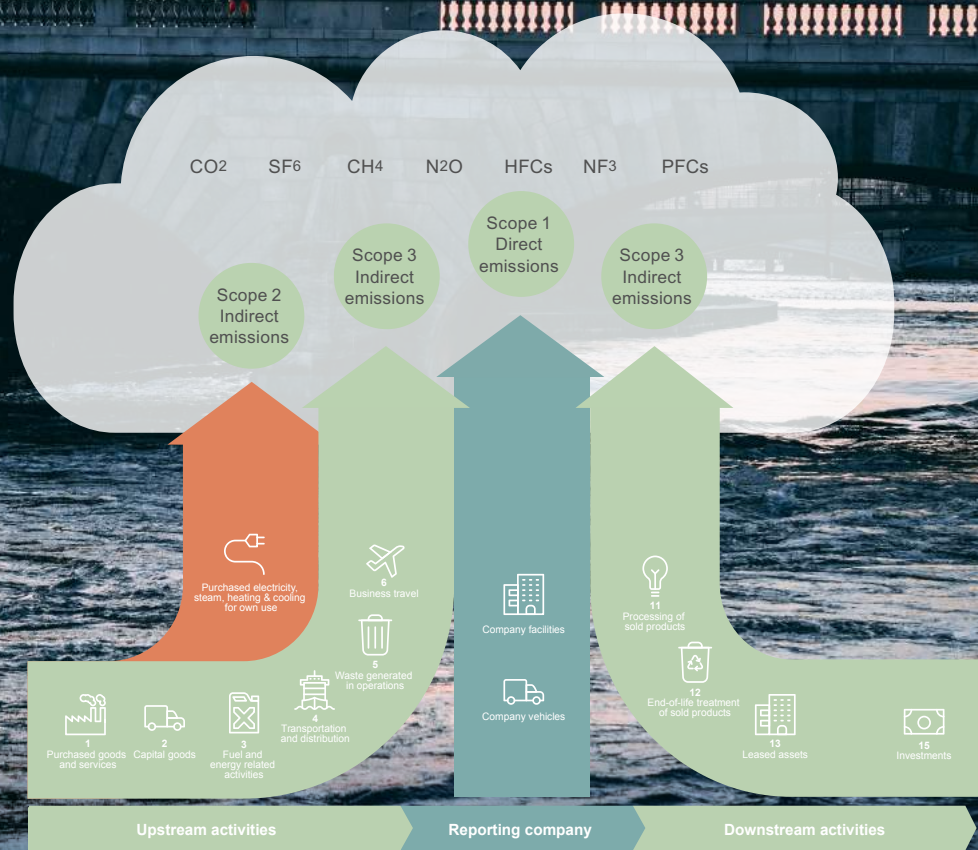 CO2 SF6 CH4 N2O HFCs NF3 PFCs
Scope 2
Indirect
emissions
Scope 3
Indirect
emissions
Scope 1
Direct
emissions
Scope 3
Indirect
emissions
Purchased electricity,
steam, heating & cooling
for own use
1
Purchased goods
and services
2
Capital goods
3
Fuel and
energy related
activities
4
Transportation
and distribution
5
Waste generated
in operations
6
Business travel
Company facilities
Company vehicles
11
Processing of
sold products
12
End-of-life treatment
of sold products
13
Leased assets
15
Investments
Upstream activities
Reporting company
Downstream activities